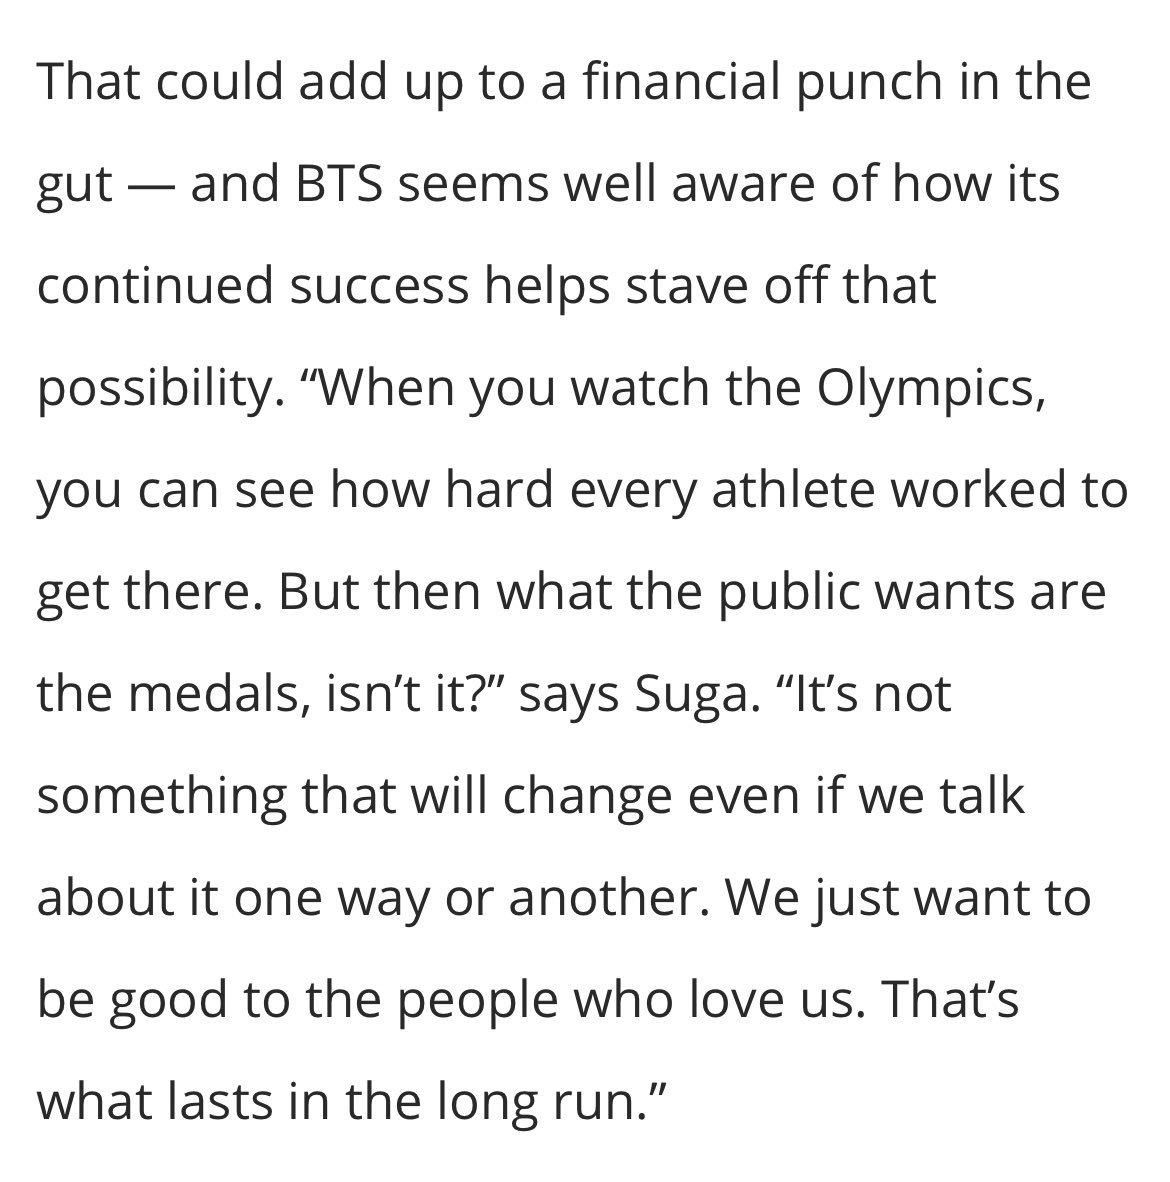 That could add up to a financial punch in the
gut — and BTS seems well aware of how its
continued success helps stave off that
possibility. “When you watch the Olympics,
you can see how hard every athlete worked to
get there. But then what the public wants are
the medals, isn’t it?” says Suga. “It’s not
something that will change even if we talk
about it one way or another. We just want to
be good to the people who love us. That’s
what lasts in the long run.”